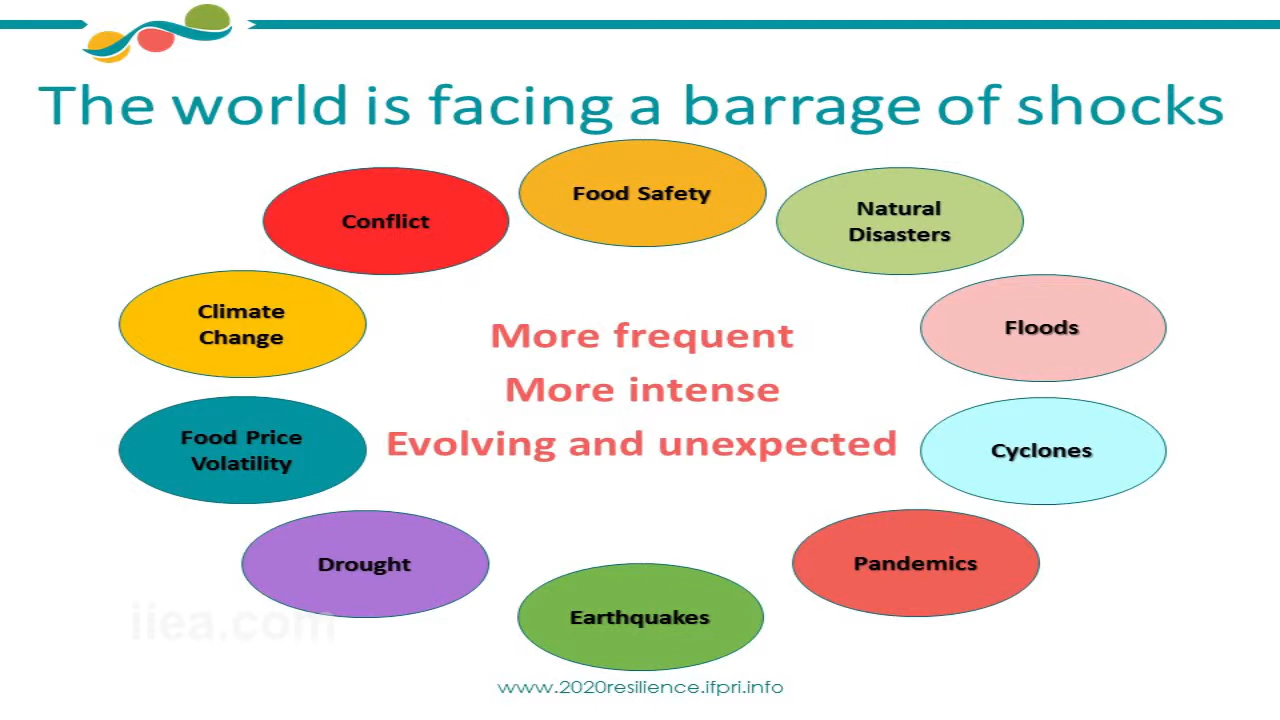 The world is facing a barrage of shocks
Food Safety
Conflict
Natural
Disasters
Climate
Change
Floods
More frequent
More intense
Evolving and unexpected
Food Price
Volatility
Cyclones
Drought
Pandemics
Earthquakes
iiea.com
www.2020resilience.ifpri.info